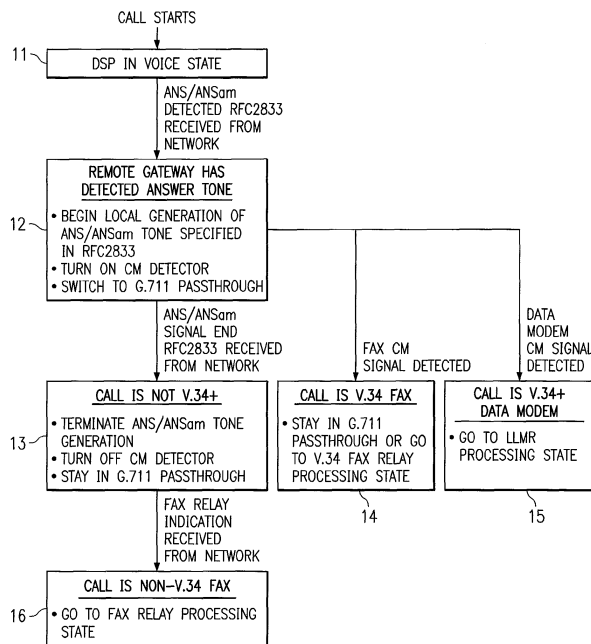 CALL STARTS
11
DSP IN VOICE STATE
ANS/ANSam
DETECTED RFC2833
RECEIVED FROM
NETWORK
12
REMOTE GATEWAY HAS
DETECTED ANSWER TONE
• BEGIN LOCAL GENERATION OF
ANS/ANSam TONE SPECIFIED
IN RFC2833
• TURN ON CM DETECTOR
• SWITCH TO G.711 PASSTHROUGH
ANS/ANSam
SIGNAL END
RFC2833 RECEIVED
FROM NETWORK
FAX CM
SIGNAL DETECTED
DATA
MODEM
CM SIGNAL
DETECTED
13
CALL IS NOT V.34+
• TERMINATE ANS/ANSam TONE
GENERATION
• TURN OFF CM DETECTOR
• STAY IN G.711 PASSTHROUGH
CALL IS V.34 FAX
• STAY IN G.711
PASSTHROUGH OR GO
TO V.34 FAX RELAY
PROCESSING STATE
14
CALL IS V.34+
DATA MODEM
• GO TO LLMR
PROCESSING STATE
15
FAX RELAY
INDICATION
RECEIVED
FROM NETWORK
16
CALL IS NON-V.34 FAX
• GO TO FAX RELAY PROCESSING
STATE